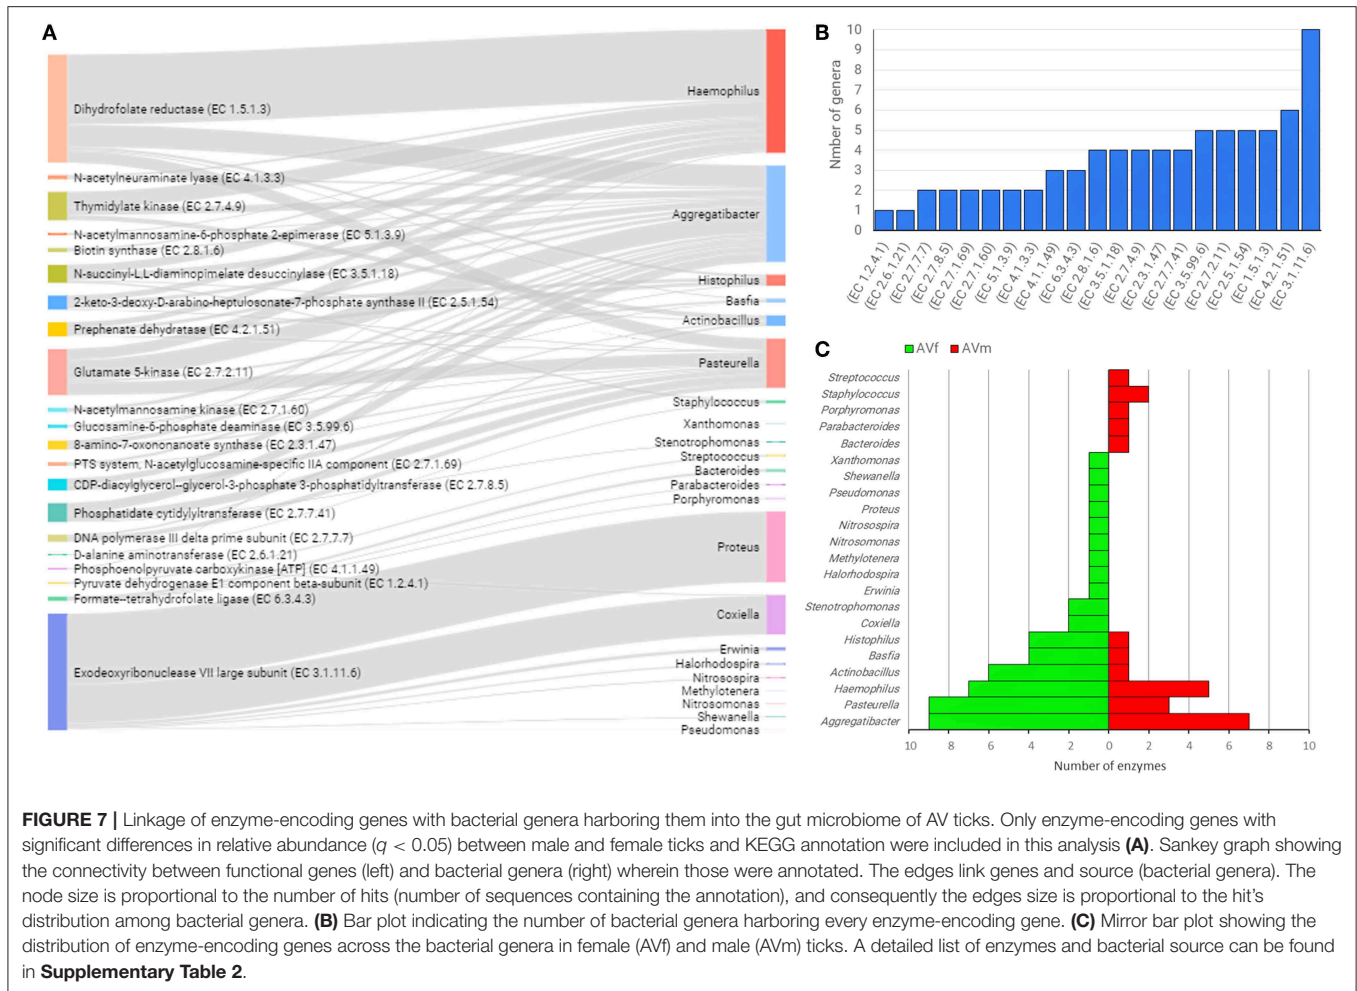 A
Dihydrofolate reductase (EC 1.5.1.3)
N-acetylneuraminate lyase (EC 4.1.3.3)
Thymidylate kinase (EC 2.7.4.9)
N-acetylmannosamine-6-phosphate 2-epimerase (EC 5.1.3.9)
Biotin synthase (EC 2.8.1.6)
N-succinyl-L,L-diaminopimelate desuccinylase (EC 3.5.1.18)
2-keto-3-deoxy-D-arabino-heptulosonate-7-phosphate synthase II (EC 2.5.1.54)
Prephenate dehydratase (EC 4.2.1.51)
Glutamate 5-kinase (EC 2.7.2.11)
N-acetylmannosamine kinase (EC 2.7.1.60)
Glucosamine-6-phosphate deaminase (EC 3.5.99.6)
8-amino-7-oxononanoate synthase (EC 2.3.1.47)
PTS system, N-acetylglucosamine-specific IIA component (EC 2.7.1.69)
CDP-diacylglycerol--glycerol-3-phosphate 3-phosphatidyltransferase (EC 2.7.8.5)
Phosphatidate cytidylyltransferase (EC 2.7.7.41)
DNA polymerase III delta prime subunit (EC 2.7.7.7)
D-alanine aminotransferase (EC 2.6.1.21)
Phosphoenolpyruvate carboxykinase [ATP] (EC 4.1.1.49)
Pyruvate dehydrogenase E1 component beta-subunit (EC 1.2.4.1)
Formate--tetrahydrofolate ligase (EC 6.3.4.3)
Exodeoxyribonuclease VII large subunit (EC 3.1.11.6)
Haemophilus
Aggregatibacter
Histophilus
Basfia
Actinobacillus
Pasteurella
Staphylococcus
Xanthomonas
Stenotrophomonas
Streptococcus
Bacteroides
Parabacteroides
Porphyromonas
Proteus
Coxiella
Erwinia
Halorhodospira
Nitrosospira
Methylotenera
Nitrosomonas
Shewanella
Pseudomonas
B
Nmber of genera
10
9
8
7
6
5
4
3
2
1
0
(EC 1.2.4.1)
(EC 2.6.1.21)
(EC 2.7.7.7)
(EC 2.7.8.5)
(EC 2.7.1.69)
(EC 2.7.1.60)
(EC 5.1.3.9)
(EC 4.1.3.3)
(EC 4.1.1.49)
(EC 6.3.4.3)
(EC 2.8.1.6)
(EC 3.5.1.18)
(EC 2.7.4.9)
(EC 2.3.1.47)
(EC 2.7.7.41)
(EC 3.5.99.6)
(EC 2.7.2.11)
(EC 2.5.1.54)
(EC 1.5.1.3)
(EC 4.2.1.51)
(EC 3.1.11.6)
C
AVf AVm
Streptococcus
Staphylococcus
Porphyromonas
Parabacteroides
Bacteroides
Xanthomonas
Shewanella
Pseudomonas
Proteus
Nitrosospira
Nitrosomonas
Methylotenera
Halorhodospira
Erwinia
Stenotrophomonas
Coxiella
Histophilus
Basfia
Actinobacillus
Haemophilus
Pasteurella
Aggregatibacter
10 8 6 4 2 0 2 4 6 8 10
Number of enzymes
FIGURE 7 | Linkage of enzyme-encoding genes with bacterial genera harboring them into the gut microbiome of AV ticks. Only enzyme-encoding genes with
significant differences in relative abundance (q < 0.05) between male and female ticks and KEGG annotation were included in this analysis (A). Sankey graph showing
the connectivity between functional genes (left) and bacterial genera (right) wherein those were annotated. The edges link genes and source (bacterial genera). The
node size is proportional to the number of hits (number of sequences containing the annotation), and consequently the edges size is proportional to the hit's
distribution among bacterial genera. (B) Bar plot indicating the number of bacterial genera harboring every enzyme-encoding gene. (C) Mirror bar plot showing the
distribution of enzyme-encoding genes across the bacterial genera in female (AVf) and male (AVm) ticks. A detailed list of enzymes and bacterial source can be found
in Supplementary Table 2.